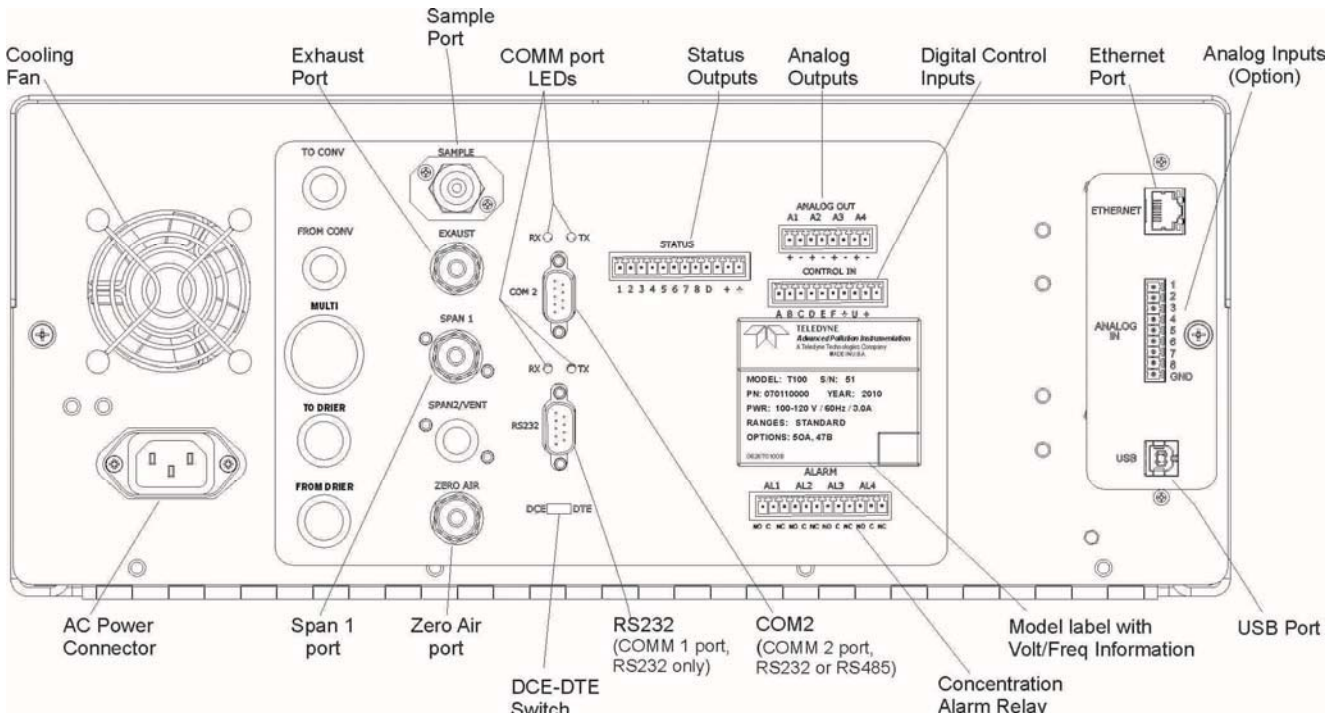 Sample
Port
Cooling
Fan
Exhaust
Port
COMM port
LEDs
Status
Outputs
Analog
Outputs
Digital Control
Inputs
Ethernet
Port
Analog Inputs
(Option)
TO CONV
FROM CONV
MULTI
TO DRIER
FROM DRIER
SAMPLE
EXAUST
SPAN 1
SPAN2/VENT
ZERO AIR
RX TX
COM 2
RX TX
RS232
DCE DTE
STATUS
1 2 3 4 5 6 7 8 D + ⏚
ANALOG OUT
A1 A2 A3 A4
+ - + - + - + -
CONTROL IN
A B C D E F ⏚ U +
TELEDYNE
Advanced Pollution Instrumentation
A Teledyne Technologies Company
MADE IN U.S.A.
MODEL: T100 S/N: 51
PN: 070110000 YEAR: 2010
PWR: 100-120 V / 60Hz / 3.0A
RANGES: STANDARD
OPTIONS: 50A, 47B
ALARM
AL1 AL2 AL3 AL4
NO C NC NO C NC NO C NC NO C NC
ETHERNET
ANALOG
IN
1
2
3
4
5
6
7
8
GND
USB
AC Power
Connector
Span 1
port
Zero Air
port
DCE-DTE
Switch
RS232
(COMM 1 port,
RS232 only)
COM2
(COMM 2 port,
RS232 or RS485)
Concentration
Alarm Relay
Model label with
Volt/Freq Information
USB Port